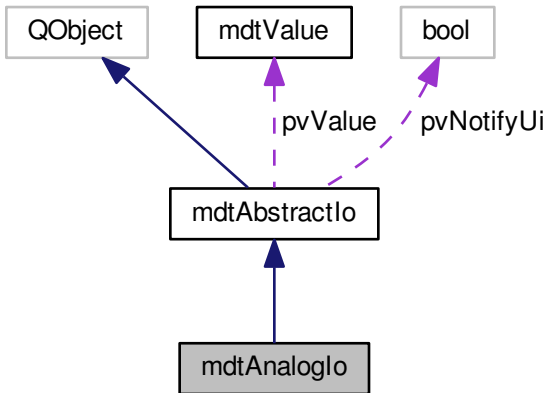 QObject
mdtValue
bool
pvValue
pvNotifyUi
mdtAbstractIo
mdtAnalogIo